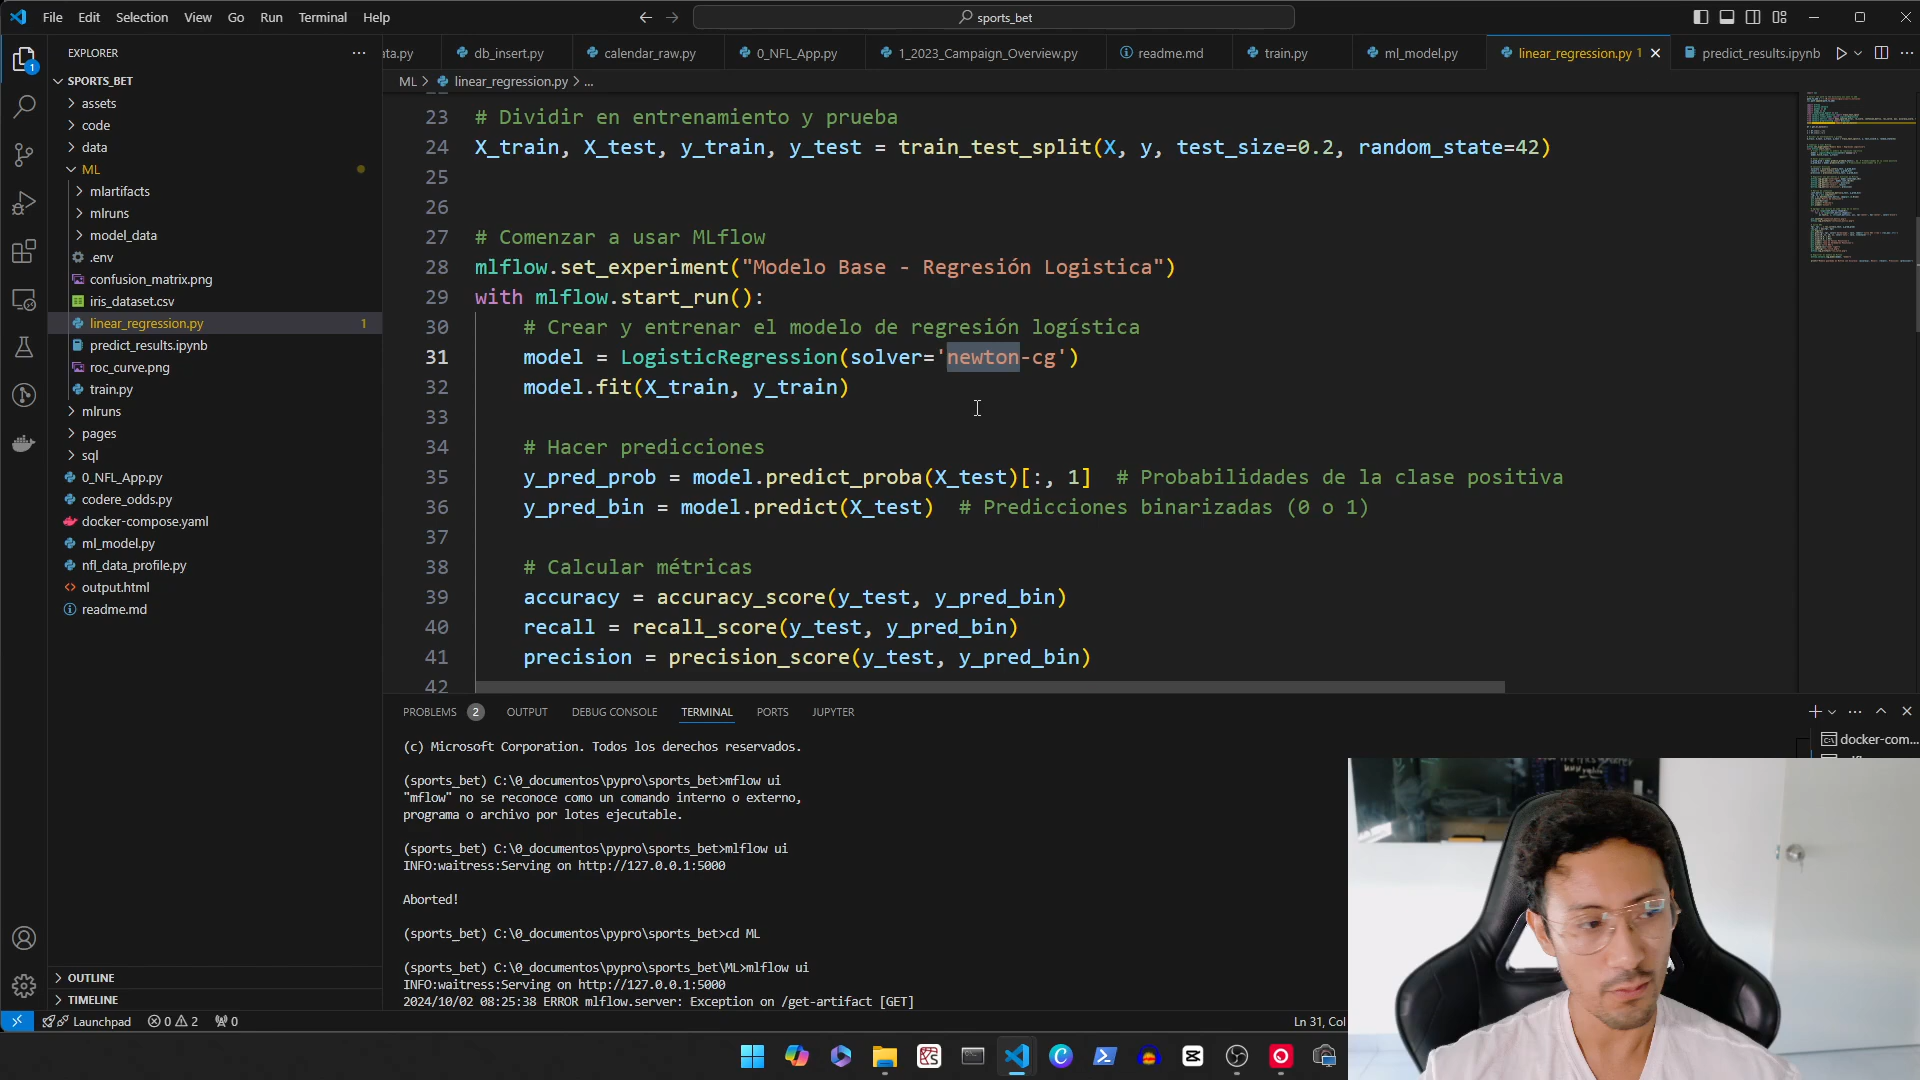 File Edit Selection View Go Run Terminal Help
sports_bet
EXPLORER
SPORTS_BET
assets
code
data
ML
mlartifacts
mlruns
model_data
.env
confusion_matrix.png
iris_dataset.csv
linear_regression.py 1
predict_results.ipynb
roc_curve.png
train.py
mlruns
pages
sql
0_NFL_App.py
codere_odds.py
docker-compose.yaml
ml_model.py
nfl_data_profile.py
output.html
readme.md
OUTLINE
TIMELINE
ata.py db_insert.py calendar_raw.py 0_NFL_App.py 1_2023_Campaign_Overview.py readme.md train.py ml_model.py linear_regression.py 1 predict_results.ipynb
ML > linear_regression.py > ...
23 # Dividir en entrenamiento y prueba
24 X_train, X_test, y_train, y_test = train_test_split(X, y, test_size=0.2, random_state=42)
25
26
27 # Comenzar a usar MLflow
28 mlflow.set_experiment("Modelo Base - Regresión Logistica")
29 with mlflow.start_run():
30 # Crear y entrenar el modelo de regresión logística
31 model = LogisticRegression(solver='newton-cg')
32 model.fit(X_train, y_train)
33
34 # Hacer predicciones
35 y_pred_prob = model.predict_proba(X_test)[:, 1] # Probabilidades de la clase positiva
36 y_pred_bin = model.predict(X_test) # Predicciones binarizadas (0 o 1)
37
38 # Calcular métricas
39 accuracy = accuracy_score(y_test, y_pred_bin)
40 recall = recall_score(y_test, y_pred_bin)
41 precision = precision_score(y_test, y_pred_bin)
42
PROBLEMS 2 OUTPUT DEBUG CONSOLE TERMINAL PORTS JUPYTER
(c) Microsoft Corporation. Todos los derechos reservados.
(sports_bet) C:\0_documentos\pypro\sports_bet>mflow ui
"mflow" no se reconoce como un comando interno o externo,
programa o archivo por lotes ejecutable.
(sports_bet) C:\0_documentos\pypro\sports_bet>mlflow ui
INFO:waitress:Serving on http://127.0.0.1:5000
Aborted!
(sports_bet) C:\0_documentos\pypro\sports_bet>cd ML
(sports_bet) C:\0_documentos\pypro\sports_bet\ML>mlflow ui
INFO:waitress:Serving on http://127.0.0.1:5000
2024/10/02 08:25:38 ERROR mlflow.server: Exception on /get-artifact [GET]
docker-com...
Launchpad 0 2 0
Ln 31, Col